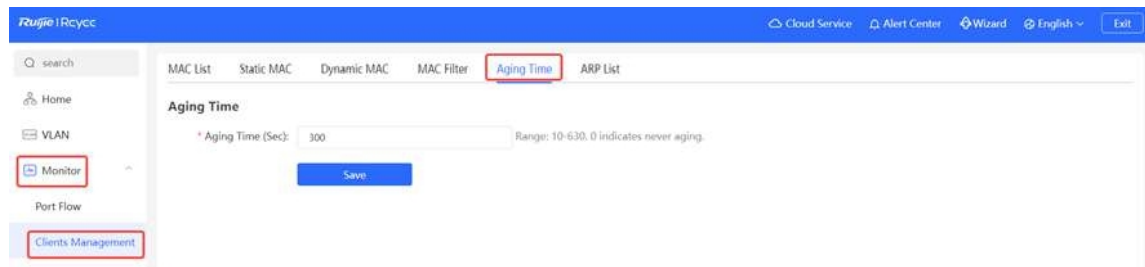 Ruijie | Rcycc
Cloud Service Alert Center Wizard English Exit
search
MAC List Static MAC Dynamic MAC MAC Filter Aging Time ARP List
Home
Aging Time
VLAN
* Aging Time (Sec): 300 Range: 10-630. 0 indicates never aging.
Monitor
Save
Port Flow
Clients Management